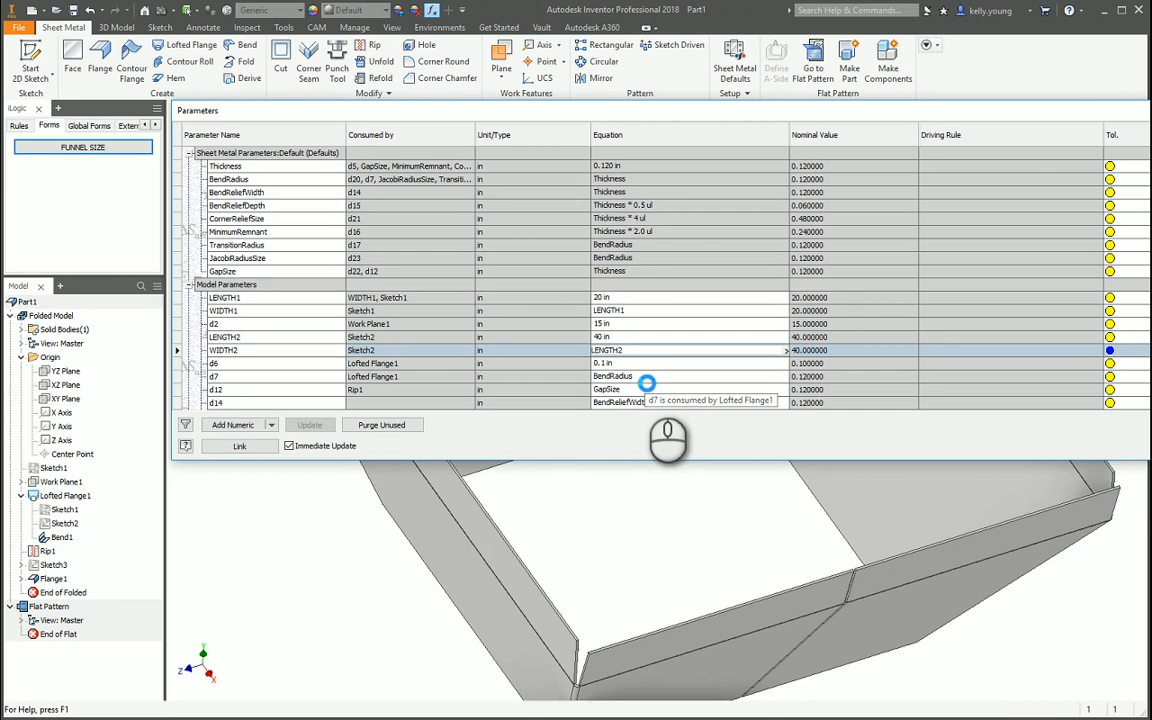 Generic Default Autodesk Inventor Professional 2018 Part1 Search Help & Commands... kelly.young
File Sheet Metal 3D Model Sketch Annotate Inspect Tools CAM Manage View Environments Get Started Vault Autodesk A360
Start 2D Sketch Face Flange Contour Flange Lofted Flange Contour Roll Hem Bend Fold Derive Cut Corner Seam Punch Tool Rip Unfold Refold Hole Corner Round Corner Chamfer Plane Axis Point UCS Rectangular Circular Mirror Sketch Driven Sheet Metal Defaults Define A-Side Go to Flat Pattern Make Part Make Components
Sketch Create Modify Work Features Pattern Setup Flat Pattern
iLogic
Rules Forms Global Forms Extern
FUNNEL SIZE
Parameters
Parameter Name Consumed by Unit/Type Equation Nominal Value Driving Rule Tol.
Sheet Metal Parameters:Default (Defaults)
Thickness d5, GapSize, MinimumRemnant, Co... in 0.120 in 0.120000
BendRadius d20, d7, JacobiRadiusSize, Transiti... in Thickness 0.120000
BendReliefWidth d14 in Thickness 0.120000
BendReliefDepth d15 in Thickness * 0.5 ul 0.060000
CornerReliefSize d21 in Thickness * 4 ul 0.480000
MinimumRemnant d16 in Thickness * 2.0 ul 0.240000
TransitionRadius d17 in BendRadius 0.120000
JacobiRadiusSize d23 in BendRadius 0.120000
GapSize d22, d12 in Thickness 0.120000
Model Parameters
LENGTH1 WIDTH1, Sketch1 in 20 in 20.000000
WIDTH1 Sketch1 in LENGTH1 20.000000
d2 Work Plane1 in 15 in 15.000000
LENGTH2 Sketch2 in 40 in 40.000000
WIDTH2 Sketch2 in LENGTH2 40.000000
d6 Lofted Flange1 in 0.1 in 0.100000
d7 Lofted Flange1 in BendRadius 0.120000
d12 Rip1 in GapSize 0.120000
d14 in BendReliefWidt 0.120000
d7 is consumed by Lofted Flange1
Add Numeric Update Purge Unused
Link Immediate Update
Model
Part1
Folded Model
Solid Bodies(1)
View: Master
Origin
YZ Plane
XZ Plane
XY Plane
X Axis
Y Axis
Z Axis
Center Point
Sketch1
Work Plane1
Lofted Flange1
Sketch1
Sketch2
Bend1
Rip1
Sketch3
Flange1
End of Folded
Flat Pattern
View: Master
End of Flat
Y
Z
X
For Help, press F1 1 1